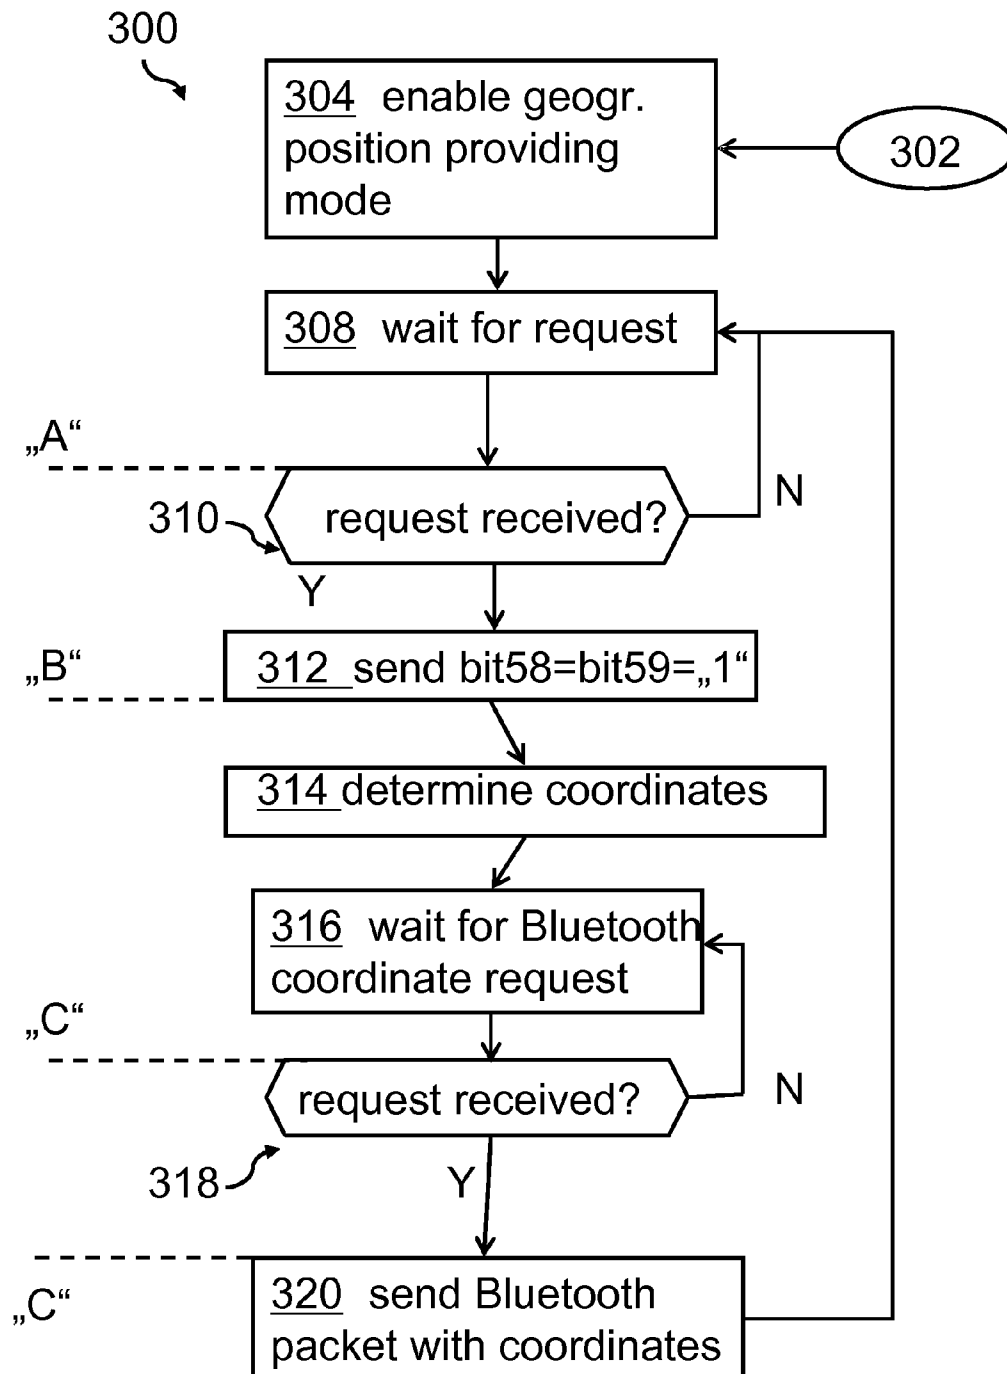 300
304 enable geogr.
position providing
mode
302
308 wait for request
„A“
request received?
N
310
Y
„B“
312 send bit58=bit59=„1“
314 determine coordinates
316 wait for Bluetooth
coordinate request
„C“
request received?
N
318
Y
„C“
320 send Bluetooth
packet with coordinates